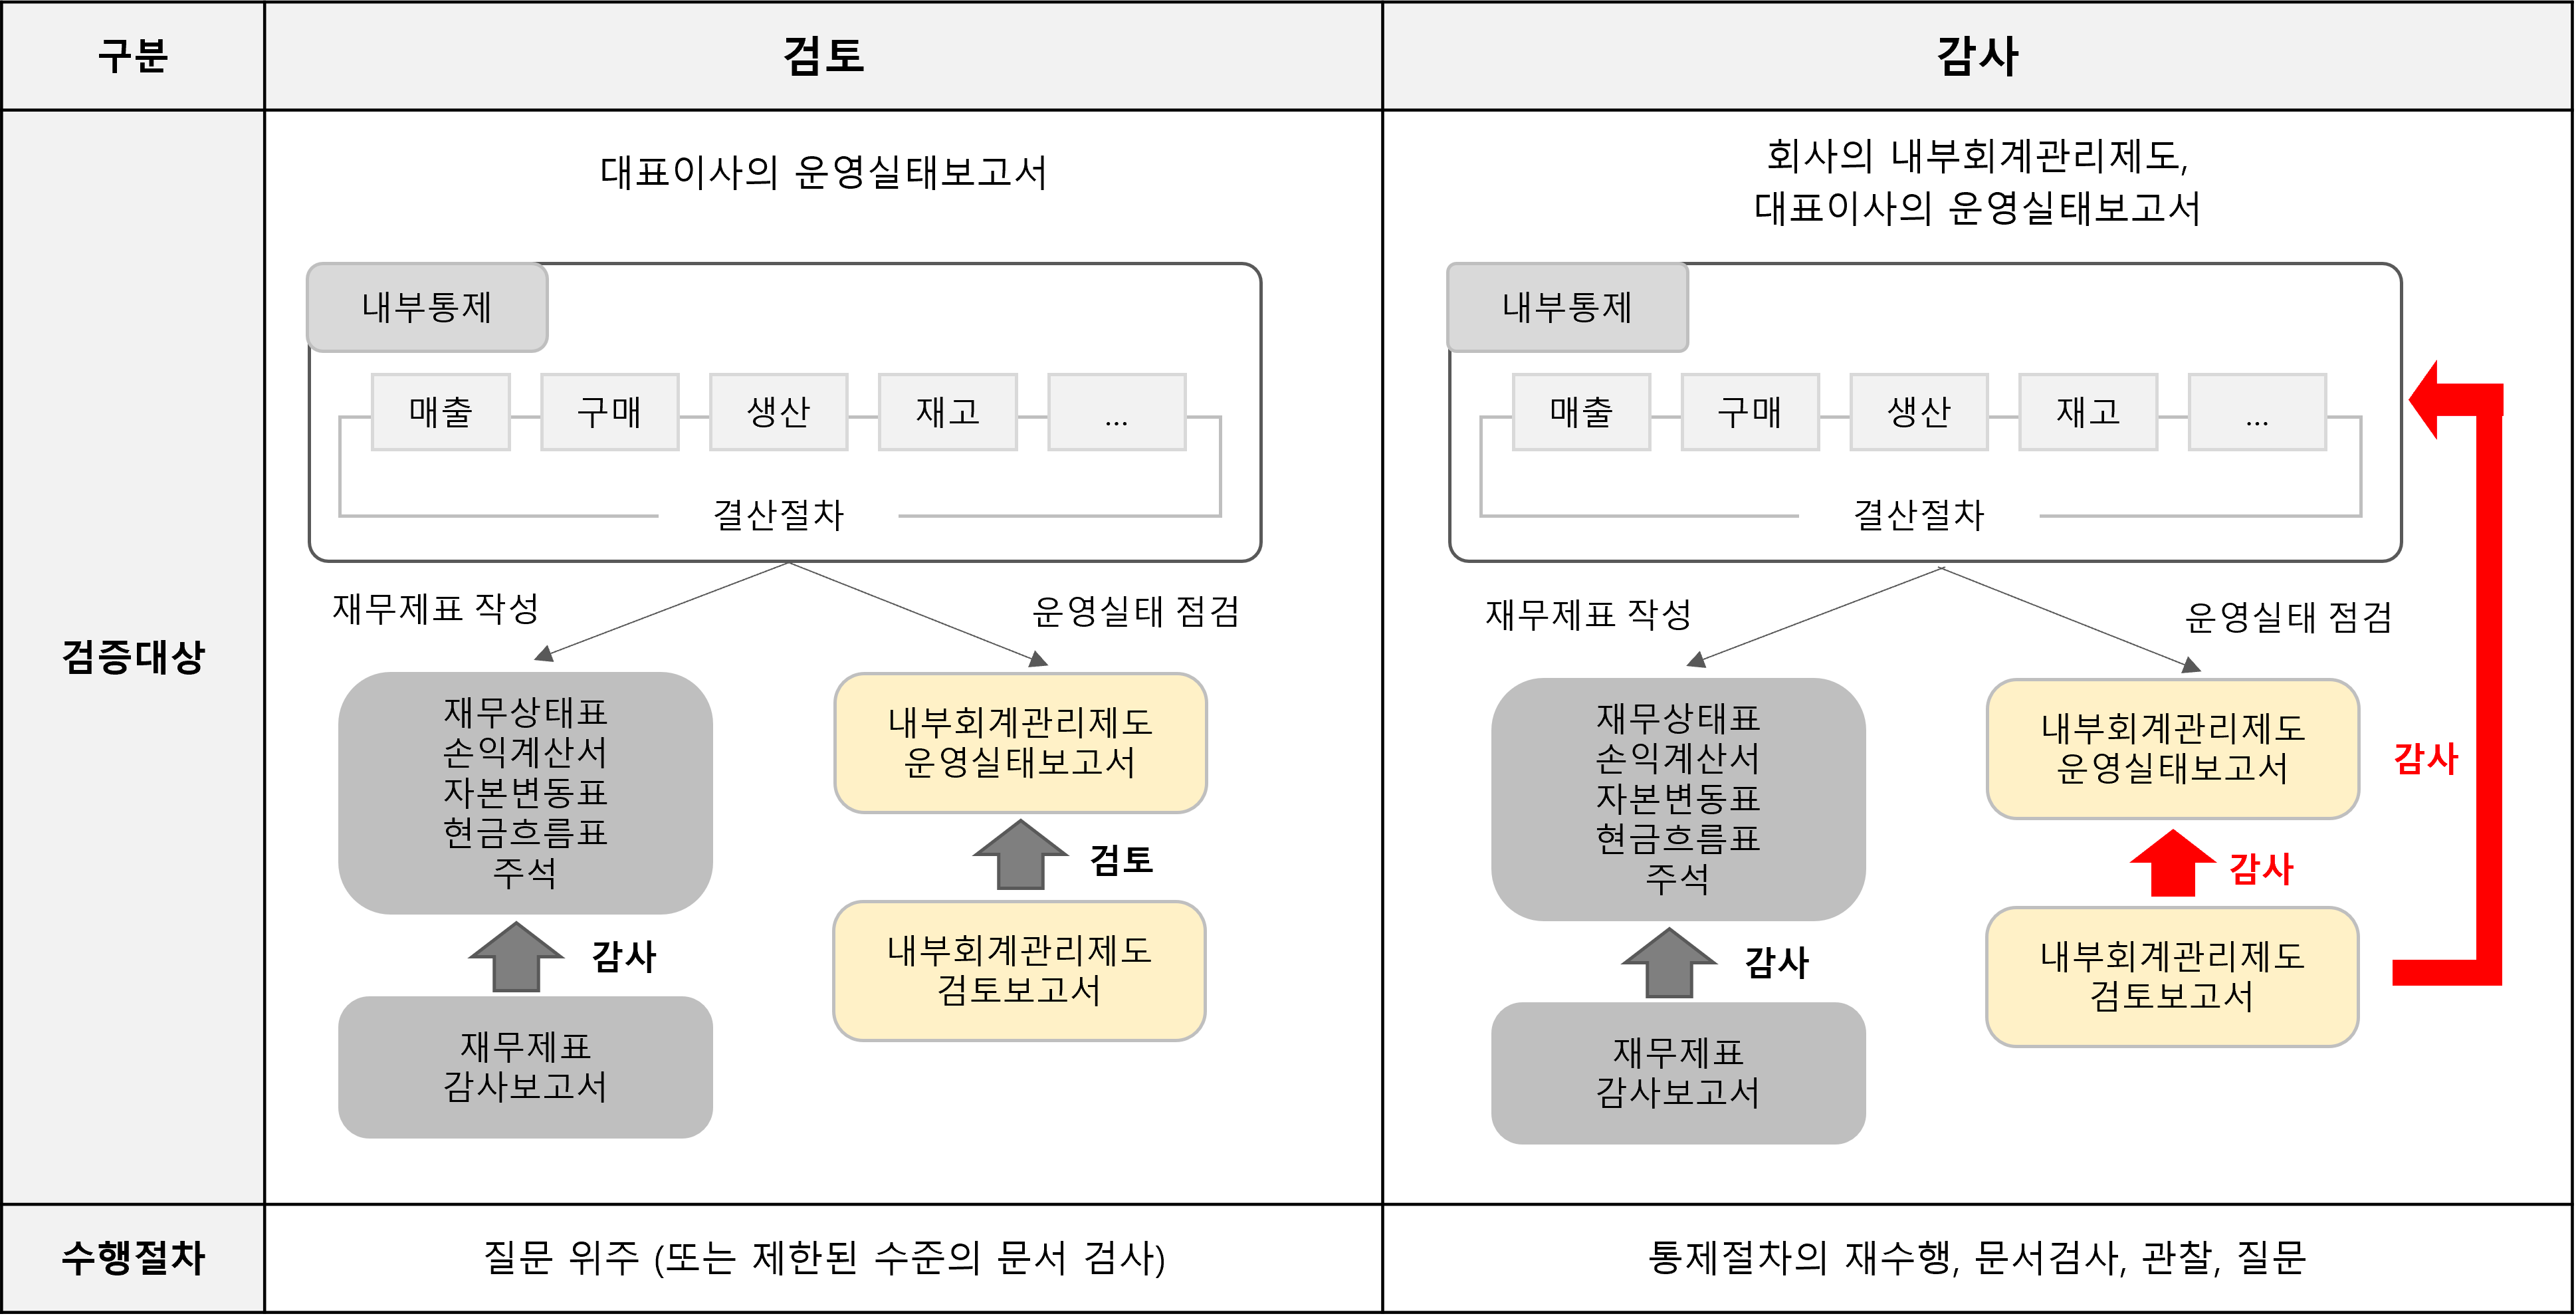 구분
검토
감사
검증대상
대표이사의 운영실태보고서
내부통제
매출
구매
생산
재고
...
결산절차
재무제표 작성
운영실태 점검
재무상태표
손익계산서
자본변동표
현금흐름표
주석
내부회계관리제도
운영실태보고서
검토
내부회계관리제도
검토보고서
감사
재무제표
감사보고서
회사의 내부회계관리제도,
대표이사의 운영실태보고서
내부통제
매출
구매
생산
재고
...
결산절차
재무제표 작성
운영실태 점검
재무상태표
손익계산서
자본변동표
현금흐름표
주석
내부회계관리제도
운영실태보고서
감사
감사
내부회계관리제도
검토보고서
감사
재무제표
감사보고서
수행절차
질문 위주 (또는 제한된 수준의 문서 검사)
통제절차의 재수행, 문서검사, 관찰, 질문